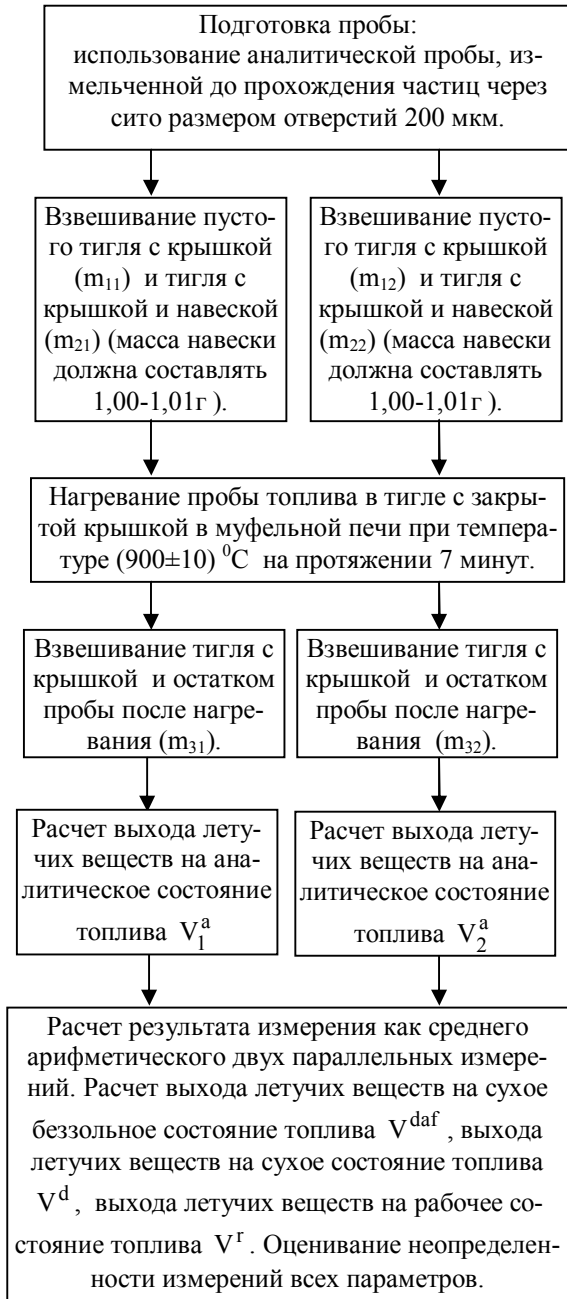 Подготовка пробы:
использование аналитической пробы, из-
мельченной до прохождения частиц через
сито размером отверстий 200 мкм.
Взвешивание пусто-
го тигля с крышкой
(m₁₁) и тигля с
крышкой и навеской
(m₂₁) (масса навески
должна составлять
1,00-1,01г ).
Взвешивание пусто-
го тигля с крышкой
(m₁₂) и тигля с
крышкой и навеской
(m₂₂) (масса навески
должна составлять
1,00-1,01г ).
Нагревание пробы топлива в тигле с закры-
той крышкой в муфельной печи при темпера-
туре (900±10) ⁰С на протяжении 7 минут.
Взвешивание тигля с
крышкой и остатком
пробы после нагре-
вания (m₃₁).
Взвешивание тигля с
крышкой и остатком
пробы после нагре-
вания (m₃₂).
Расчет выхода лету-
чих веществ на ана-
литическое состояние
топлива V₁ᵃ
Расчет выхода лету-
чих веществ на ана-
литическое состояние
топлива V₂ᵃ
Расчет результата измерения как среднего
арифметического двух параллельных измере-
ний. Расчет выхода летучих веществ на сухое
беззольное состояние топлива V^daf , выхода
летучих веществ на сухое состояние топлива
V^d , выхода летучих веществ на рабочее со-
стояние топлива V^r . Оценивание неопределен-
ности измерений всех параметров.